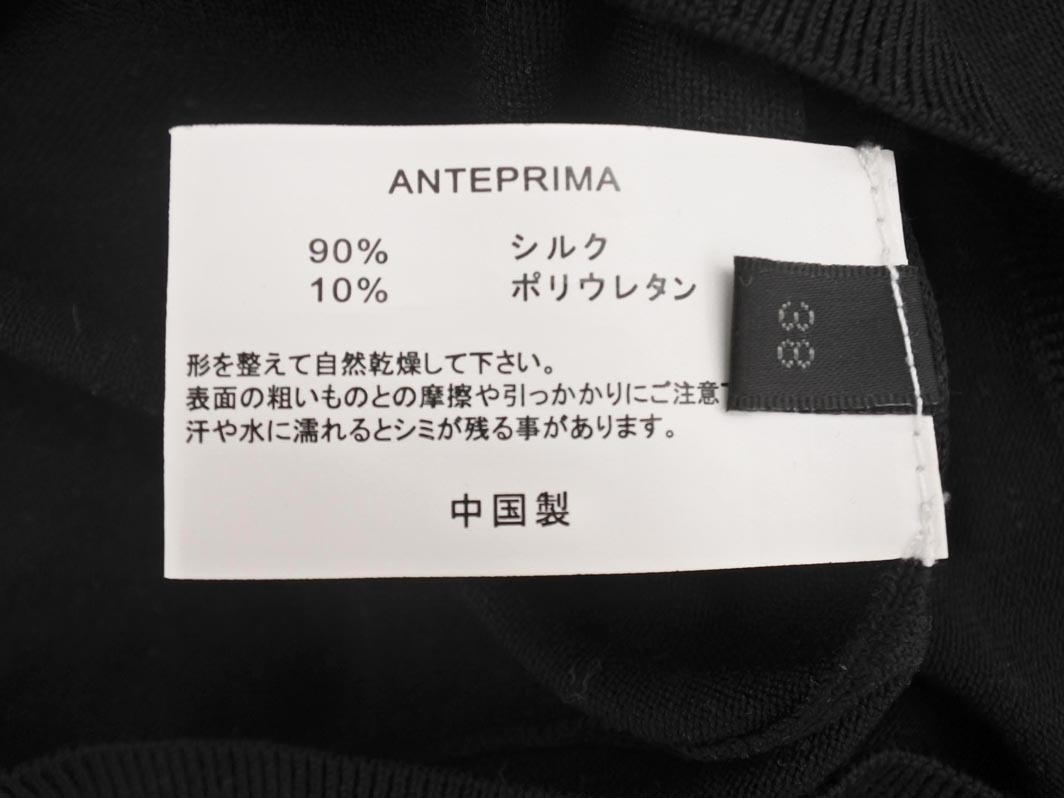 ANTEPRIMA
90% シルク
10% ポリウレタン
形を整えて自然乾燥して下さい。
表面の粗いものとの摩擦や引っかかりにご注意
汗や水に濡れるとシミが残る事があります。
中国製
38